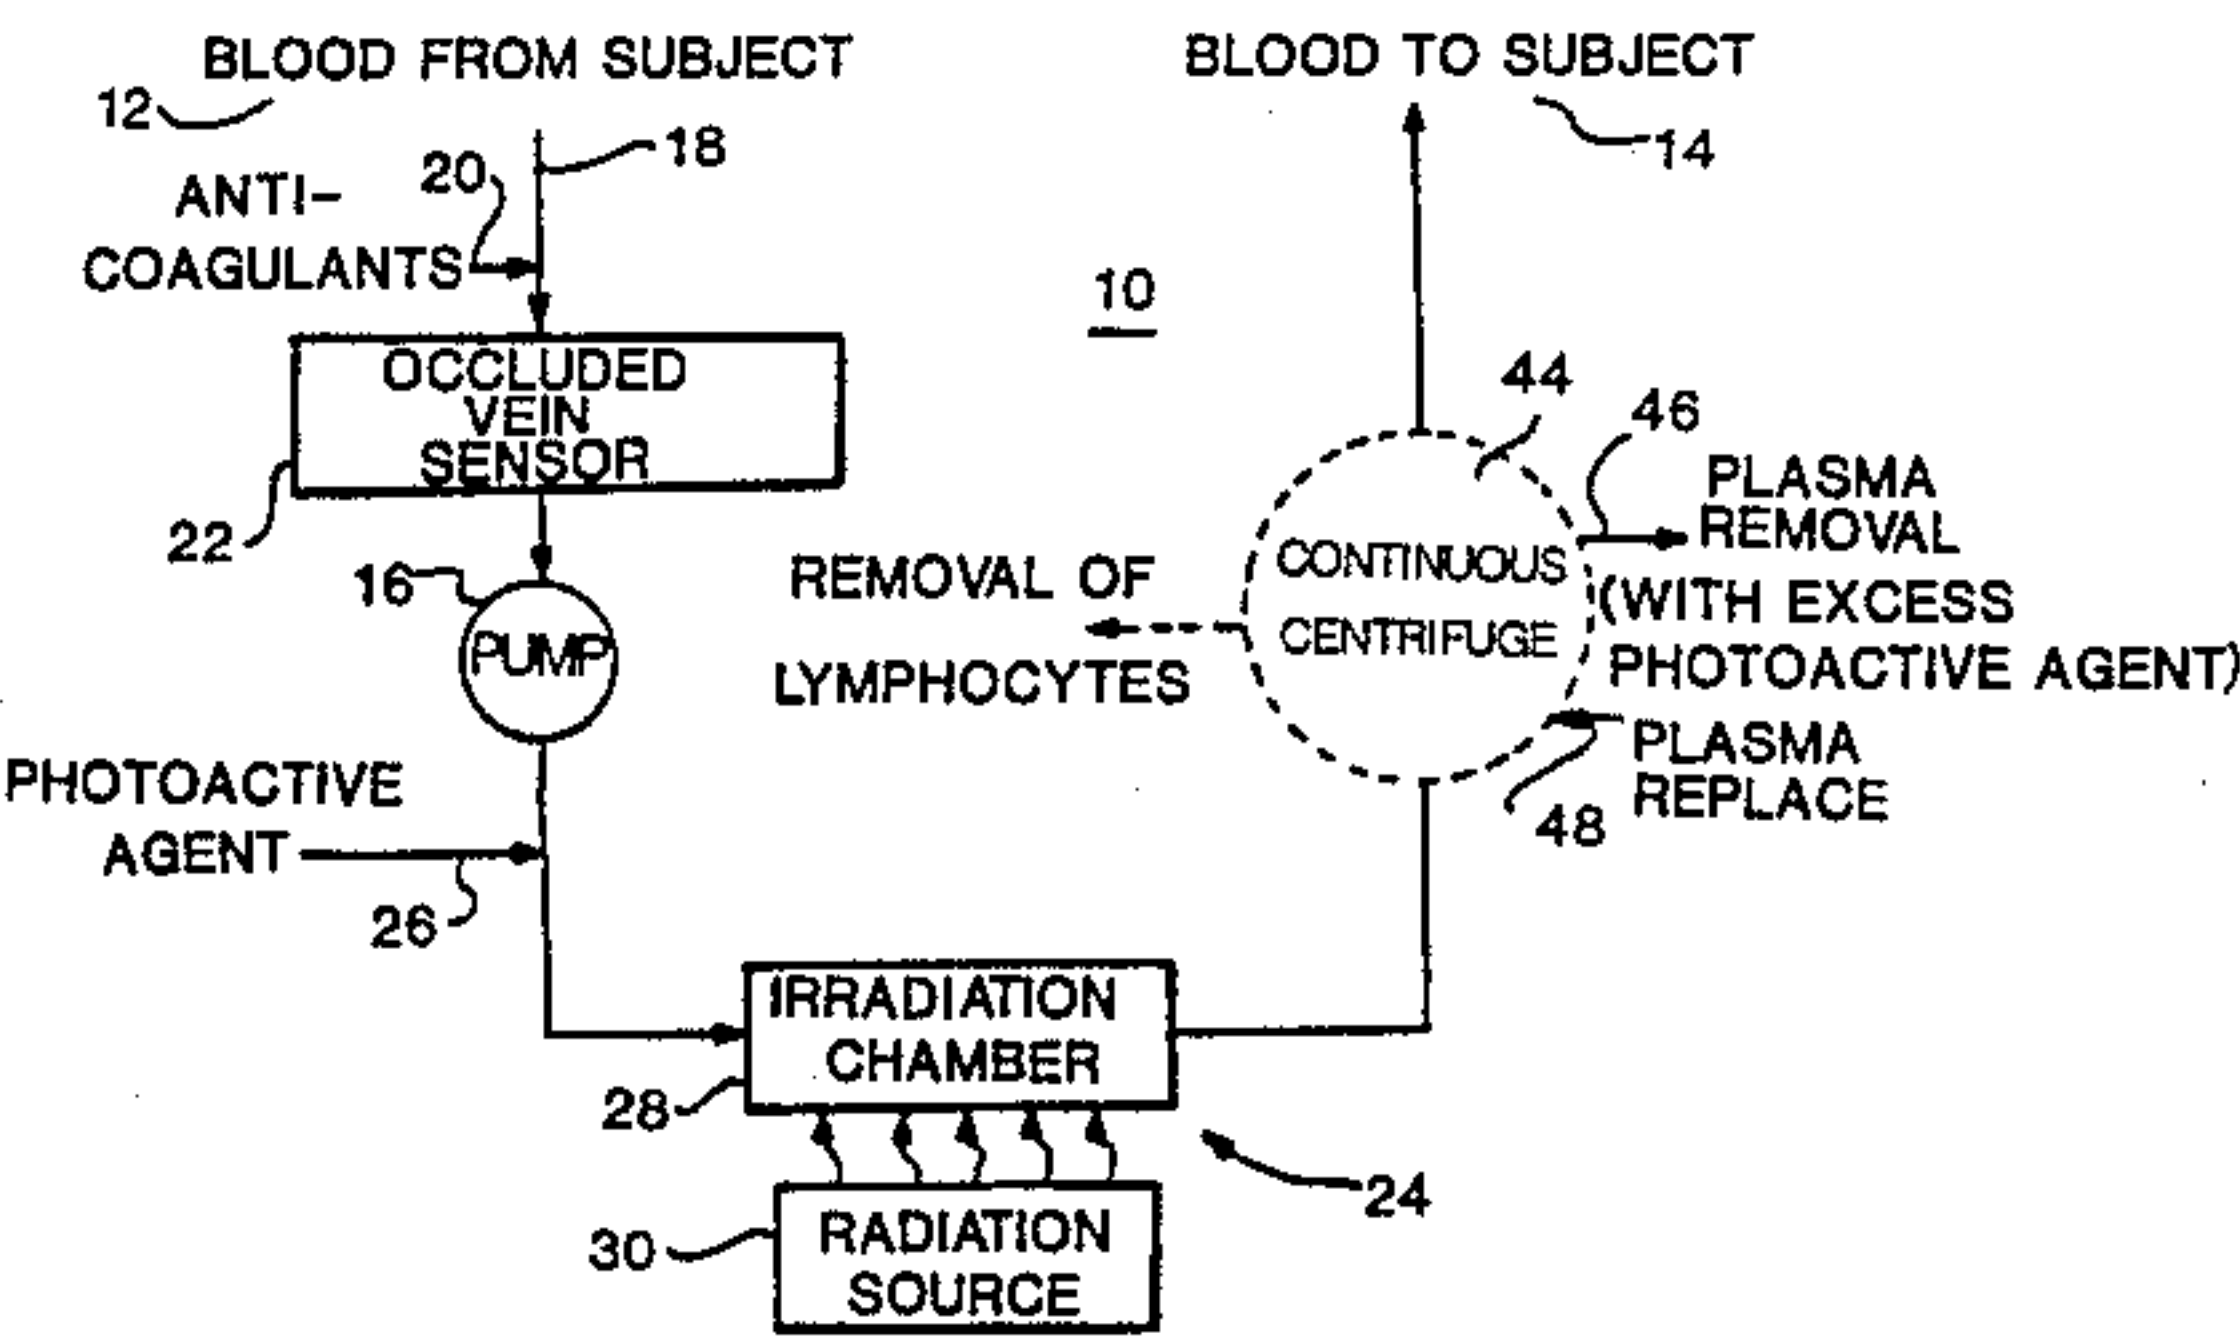 BLOOD FROM SUBJECT
12
18
20
ANTI-
COAGULANTS
OCCLUDED
VEIN
SENSOR
22
16
PUMP
PHOTOACTIVE
AGENT
26
IRRADIATION
CHAMBER
28
24
RADIATION
SOURCE
30
10
BLOOD TO SUBJECT
14
44
46
CONTINUOUS
CENTRIFUGE
REMOVAL OF
LYMPHOCYTES
PLASMA
REMOVAL
(WITH EXCESS
PHOTOACTIVE AGENT)
PLASMA
REPLACE
48